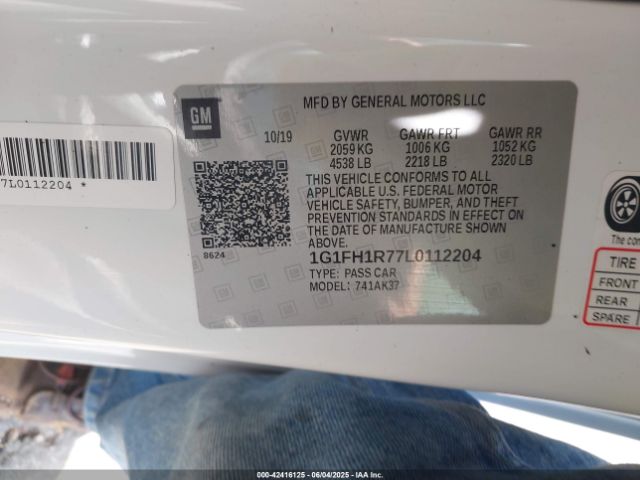 GM
MFD BY GENERAL MOTORS LLC
10/19 GVWR GAWR FRT GAWR RR
2059 KG 1006 KG 1052 KG
4538 LB 2218 LB 2320 LB
THIS VEHICLE CONFORMS TO ALL
APPLICABLE U.S. FEDERAL MOTOR
VEHICLE SAFETY, BUMPER, AND THEFT
PREVENTION STANDARDS IN EFFECT ON
THE DATE OF MANUFACTURE SHOWN
ABOVE.
8624
1G1FH1R77L0112204
TYPE: PASS CAR
MODEL: 741AK37
7L0112204 *
TIRE
FRONT
REAR
SPARE
000-42416125 - 06/04/2025 - IAAI.COM